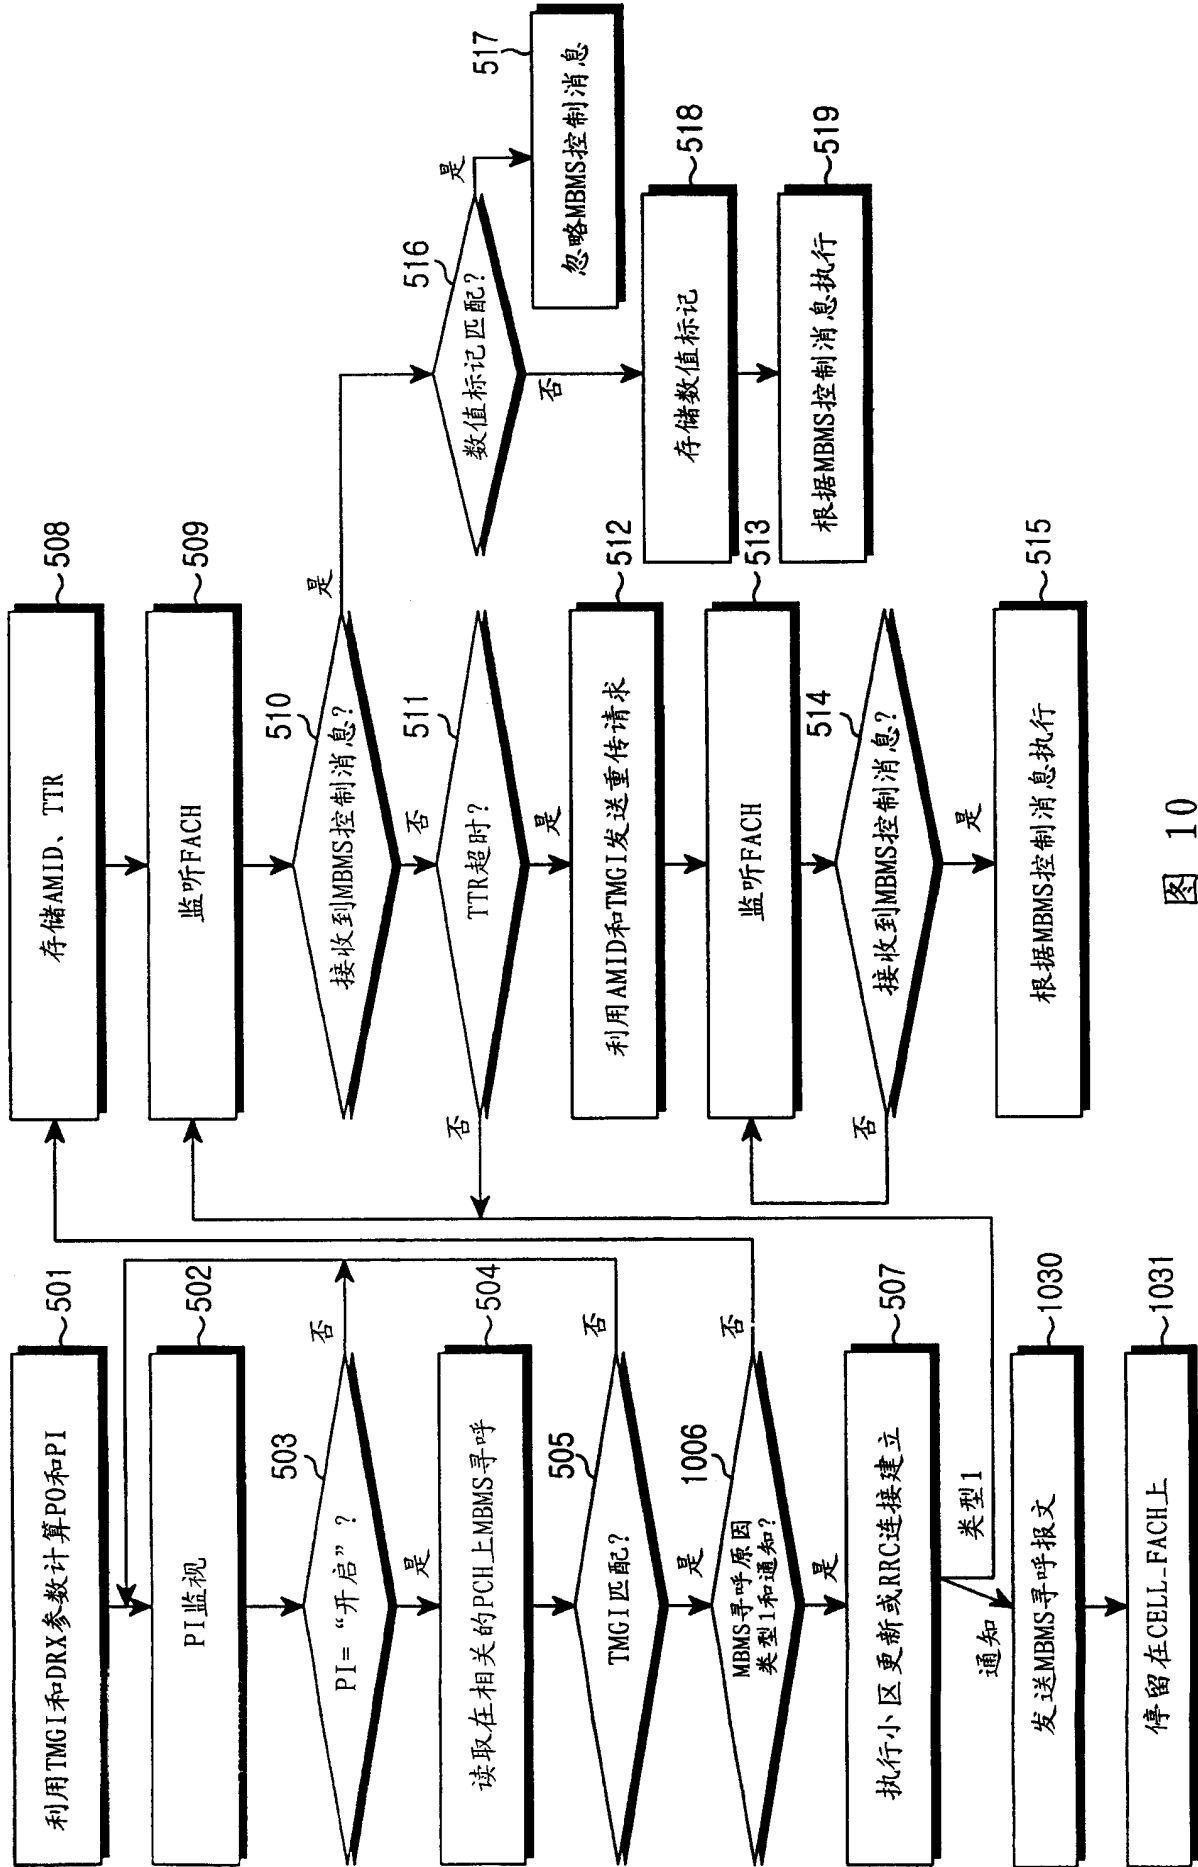 501
利用TMGI和DRX参数计算PO和PI
502
PI监视
503
PI=“开启”?
否
是
504
读取在相关的PCH上MBMS寻呼
505
TMGI匹配?
否
是
1006
MBMS寻呼原因
类型1和通知?
否
是
507
执行小区更新或RRC连接建立
类型1
通知
1030
发送MBMS寻呼报文
1031
停留在CELL_FACH上
508
存储AMID、TTR
509
监听FACH
510
接收到MBMS控制消息?
是
否
511
TTR超时?
否
是
512
利用AMID和TMGI发送重传请求
513
监听FACH
514
接收到MBMS控制消息?
否
是
515
根据MBMS控制消息执行
516
数值标记匹配?
是
否
517
忽略MBMS控制消息
518
存储数值标记
519
根据MBMS控制消息执行
图 10